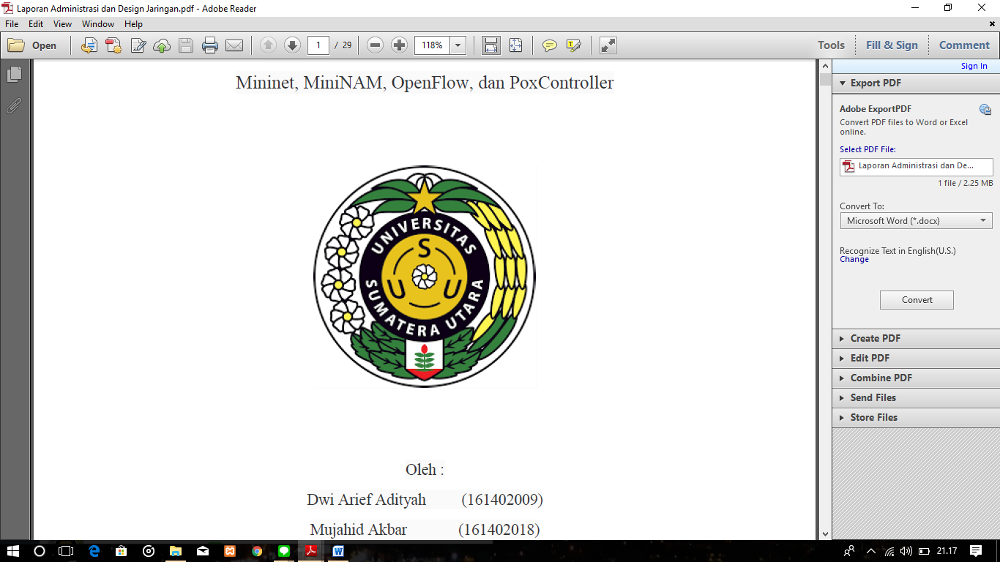 Laporan Administrasi dan Design Jaringan.pdf - Adobe Reader
File Edit View Window Help
Open 1 / 29 118% Tools Fill & Sign Comment
Sign In
Mininet, MiniNAM, OpenFlow, dan PoxController
UNIVERSITAS
SUMATERA UTARA
S
U U
Oleh :
Dwi Arief Adityah (161402009)
Mujahid Akbar (161402018)
Export PDF
Adobe ExportPDF
Convert PDF files to Word or Excel
online.
Select PDF File:
Laporan Administrasi dan De...
1 file / 2.25 MB
Convert To:
Microsoft Word (*.docx)
Recognize Text in English(U.S.)
Change
Convert
Create PDF
Edit PDF
Combine PDF
Send Files
Store Files
21.17